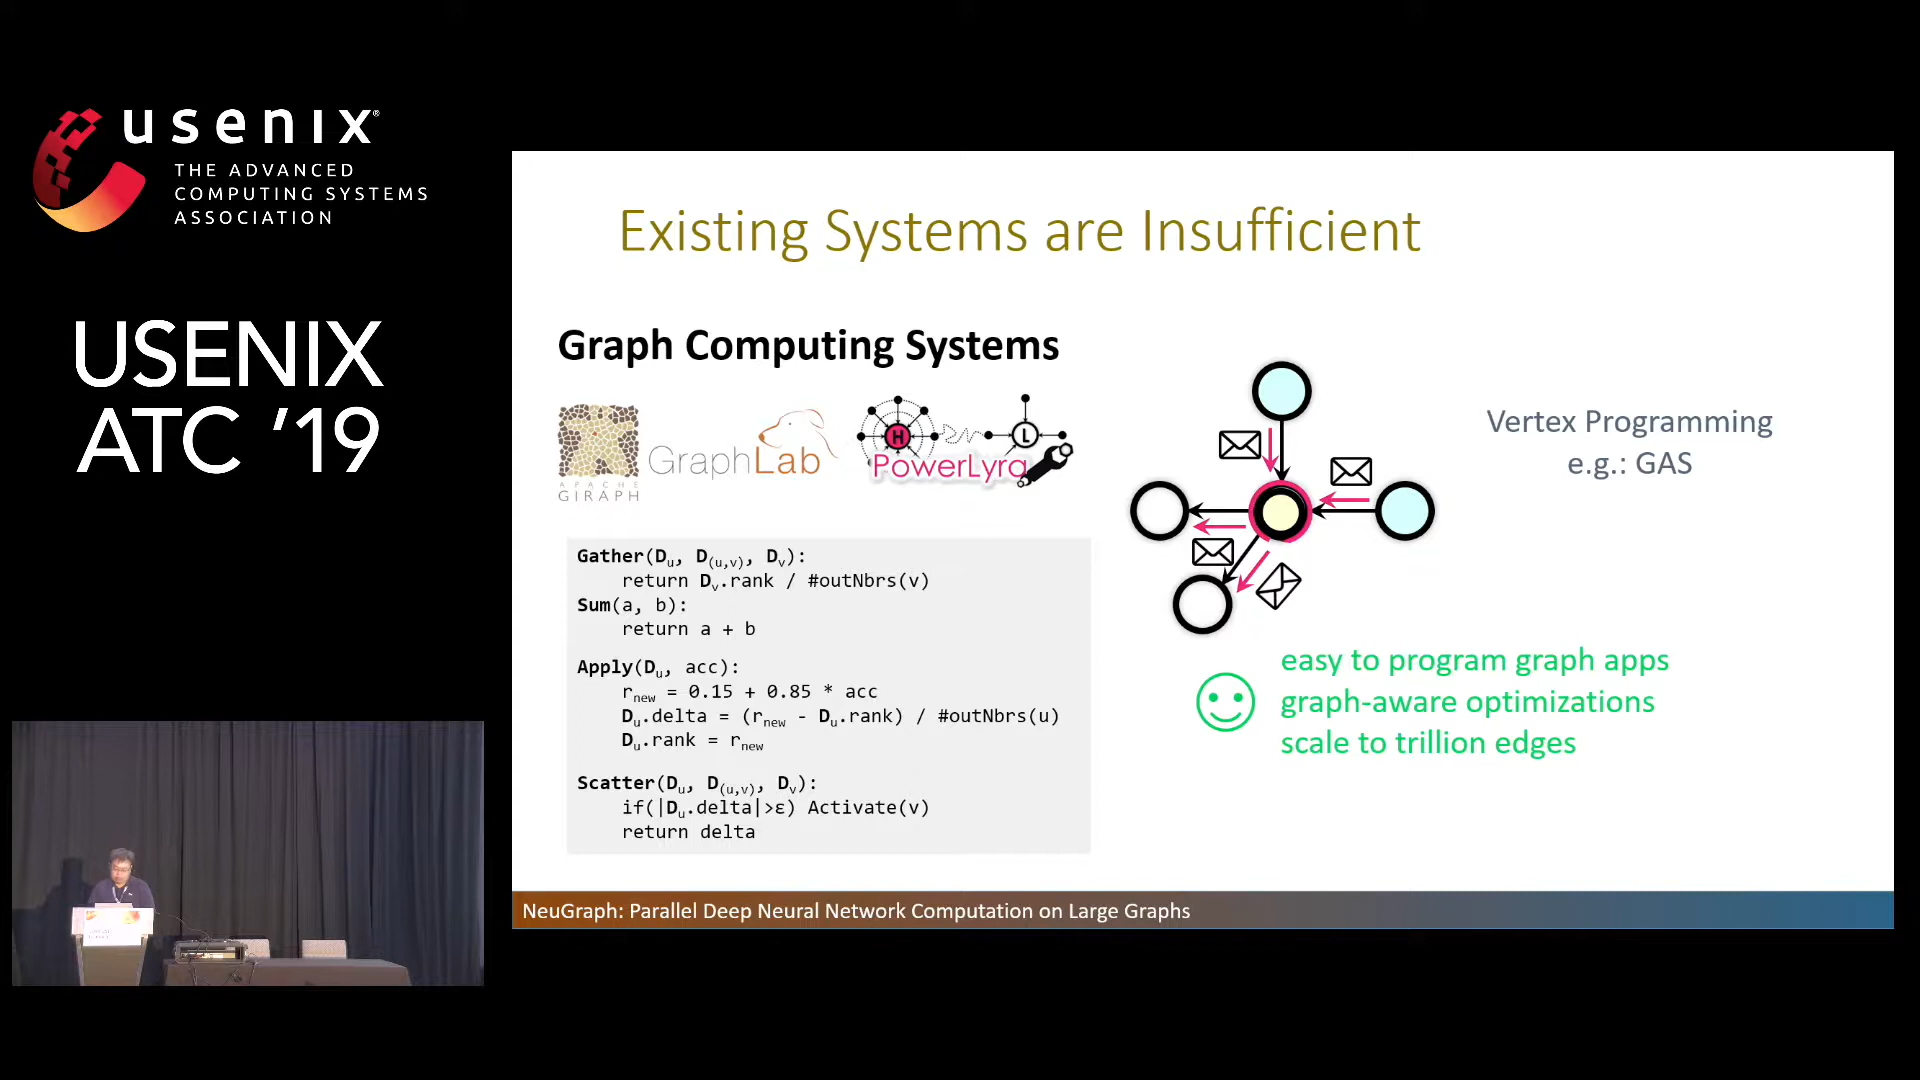 usenix®
THE ADVANCED
COMPUTING SYSTEMS
ASSOCIATION
USENIX
ATC ’19
Existing Systems are Insufficient
Graph Computing Systems
APACHE
GIRAPH
GraphLab
H
L
PowerLyra
Vertex Programming
e.g.: GAS
Gather(Du, D(u,v), Dv):
return Dv.rank / #outNbrs(v)
Sum(a, b):
return a + b
Apply(Du, acc):
rnew = 0.15 + 0.85 * acc
Du.delta = (rnew - Du.rank) / #outNbrs(u)
Du.rank = rnew
Scatter(Du, D(u,v), Dv):
if(|Du.delta|>ε) Activate(v)
return delta
easy to program graph apps
graph-aware optimizations
scale to trillion edges
NeuGraph: Parallel Deep Neural Network Computation on Large Graphs